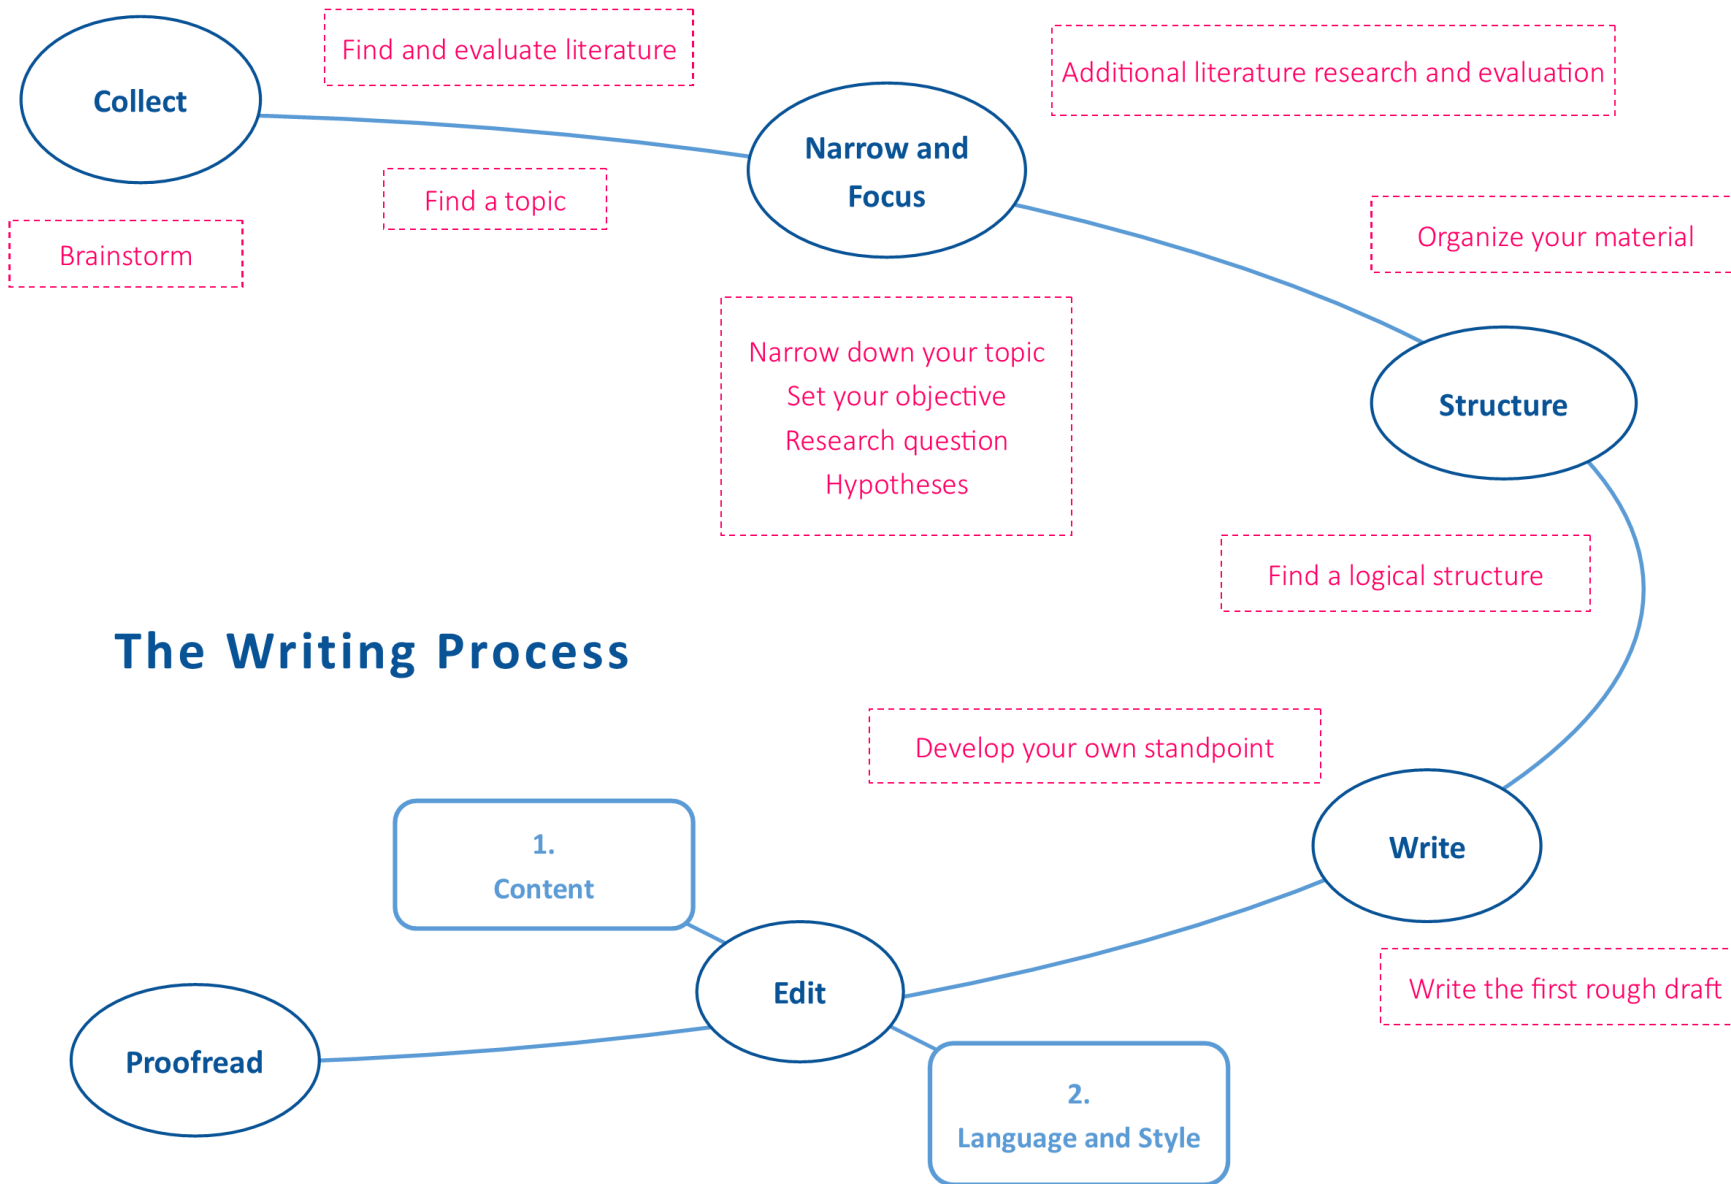 Collect
Find and evaluate literature
Find a topic
Brainstorm
Narrow and
Focus
Additional literature research and evaluation
Narrow down your topic
Set your objective
Research question
Hypotheses
Organize your material
Structure
Find a logical structure
The Writing Process
Develop your own standpoint
Write
Write the first rough draft
1.
Content
Edit
2.
Language and Style
Proofread